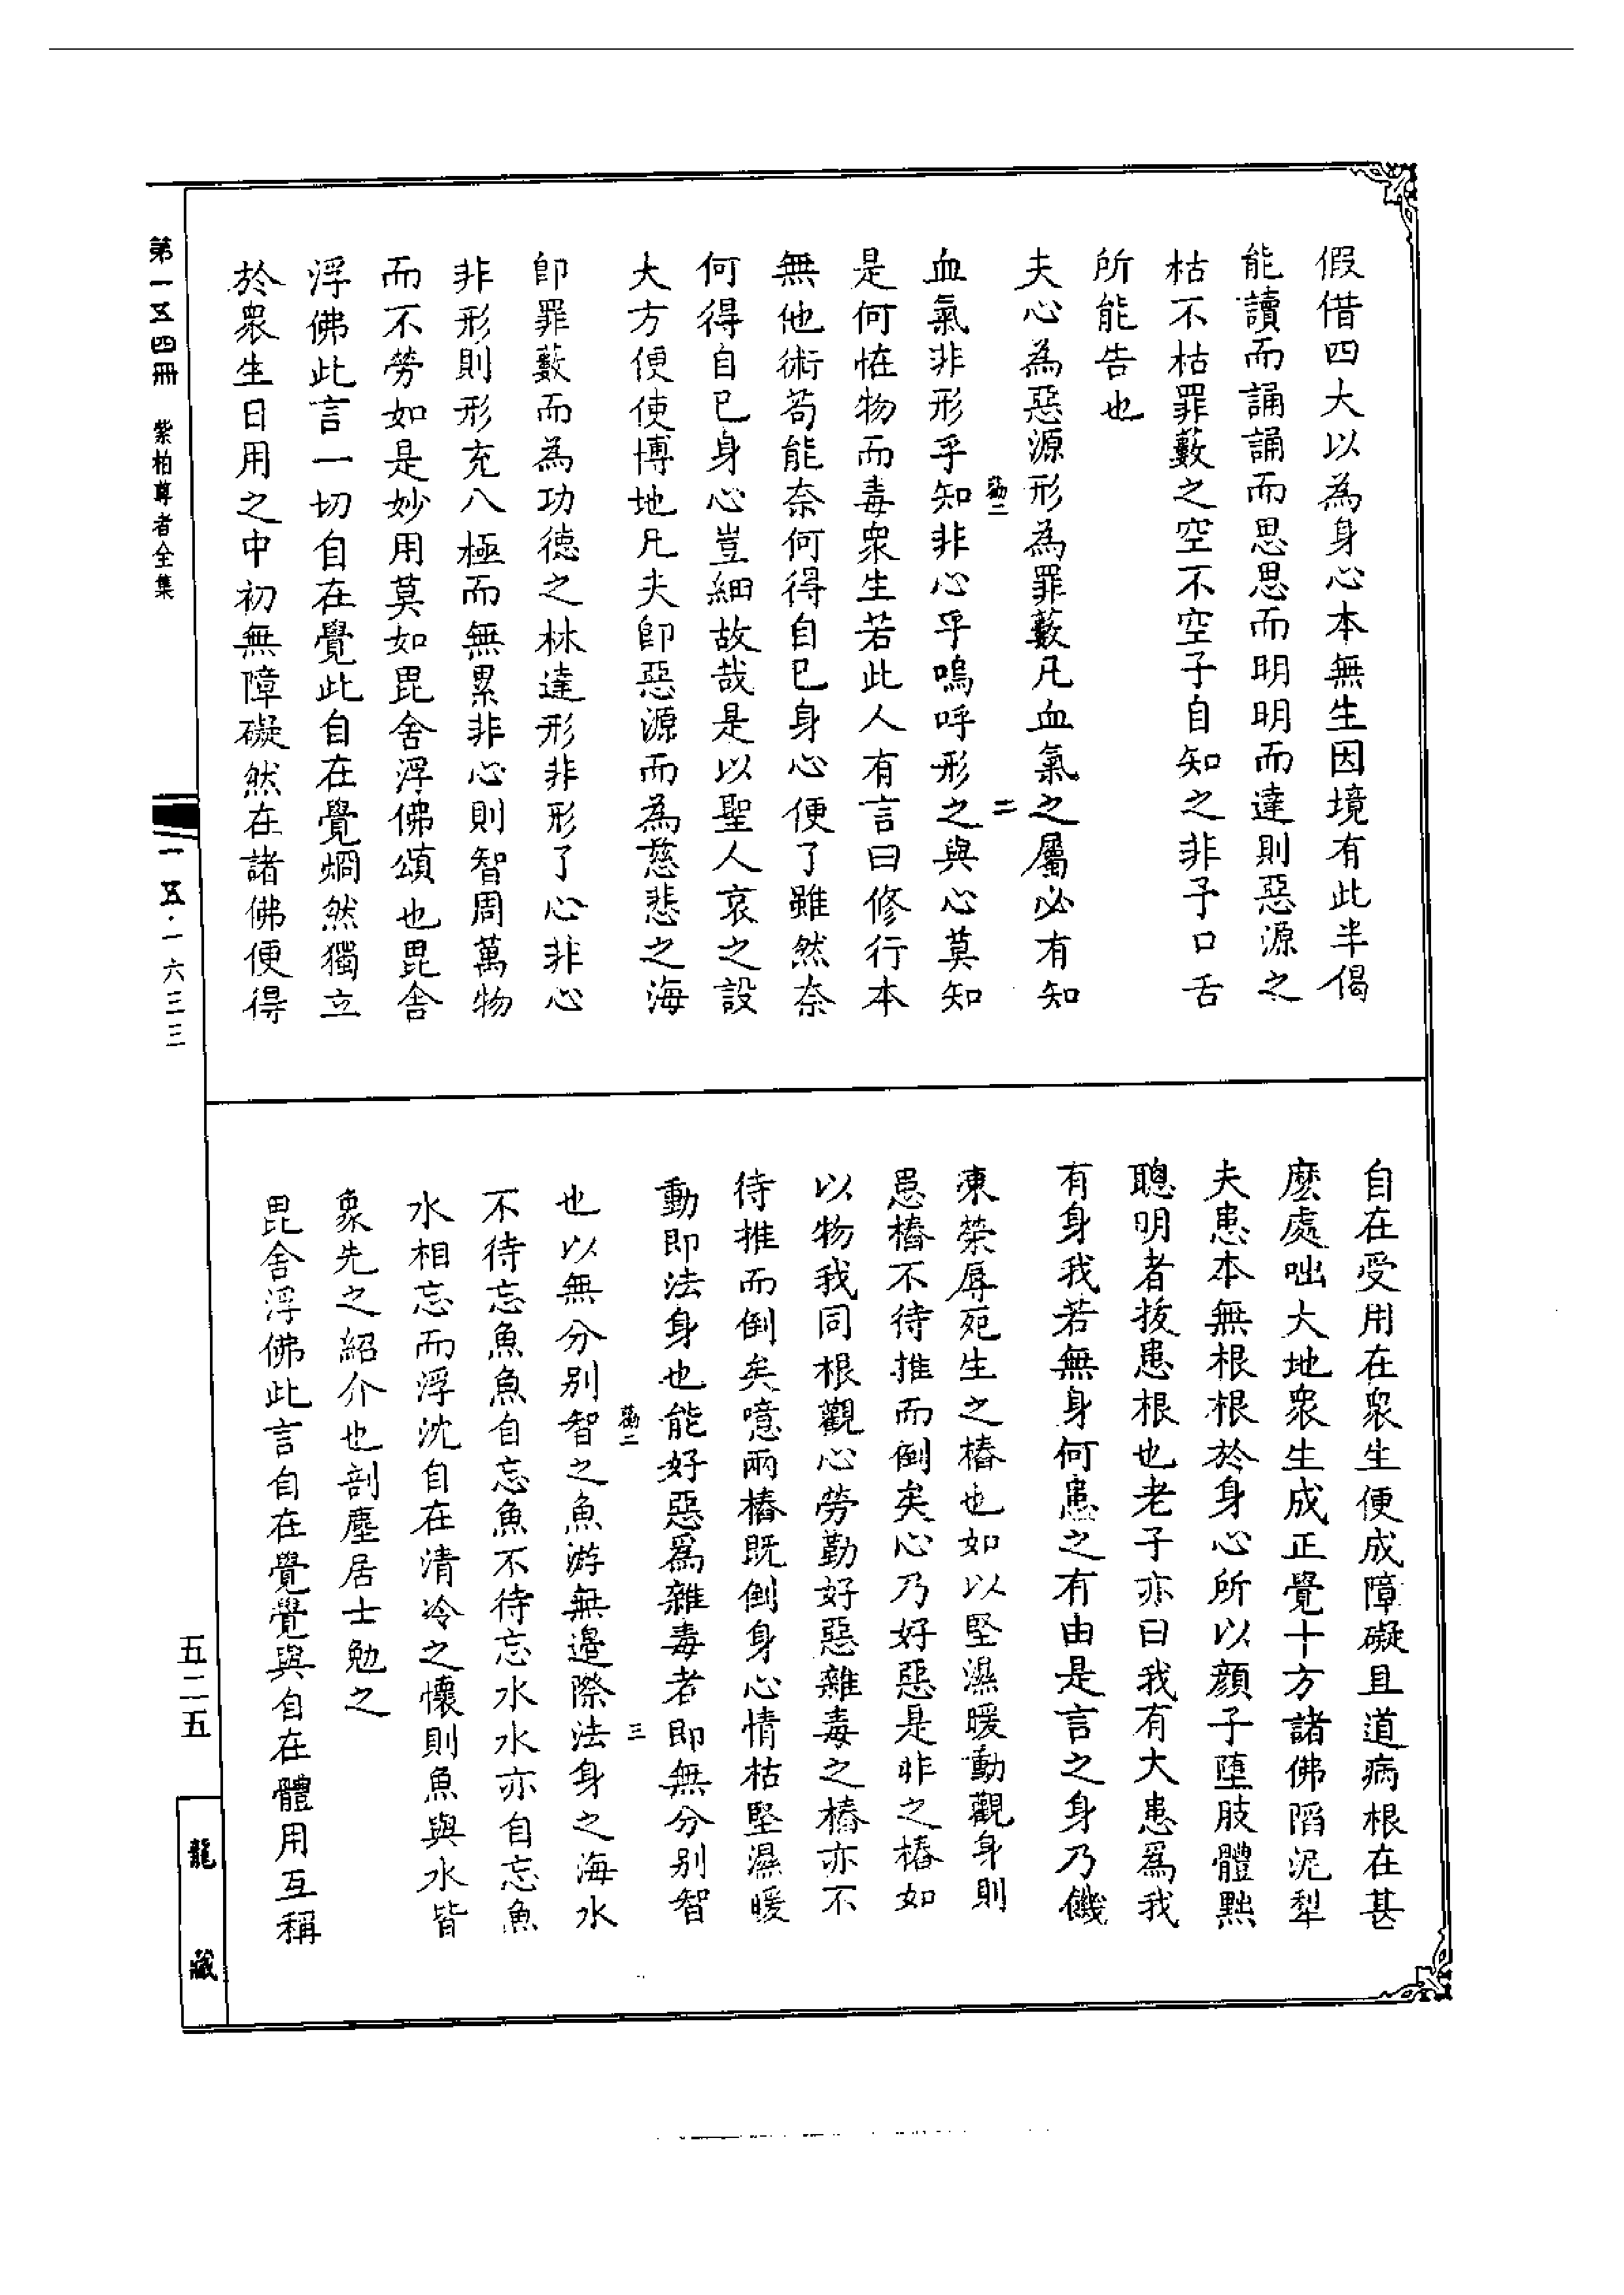 假借四大以為身心本無生因境有此半偈
能讀而誦誦而思思而明明而達則惡源之
枯不枯罪藪之空不空子自知之非予口舌
所能告也
夫心為惡源形為罪藪凡血氣之屬必有知
勸二
二
血氣非形乎知非心乎嗚呼形之與心莫知
是何恠物而毒衆生若此人有言曰修行本
無他術茍能奈何得自巳身心便了雖然奈
何得自巳身心豈細故哉是以聖人哀之設
大方便使博地凡夫卽惡源而為慈悲之海
卽罪藪而為功德之林達形非形了心非心
非形則形充八極而無累非心則智周萬物
而不勞如是妙用莫如毘舍浮佛頌也毘舍
浮佛此言一切自在覺此自在覺烱然獨立
於衆生日用之中初無障礙然在諸佛便得
自在受用在衆生便成障礙且道病根在甚
麽處咄大地衆生成正覺十方諸佛陷泥犁
夫患本無根根於身心所以顔子墮肢體黜
聰明者拔患根也老子亦曰我有大患爲我
有身我若無身何患之有由是言之身乃饑
凍榮辱死生之樁也如以堅濕暖動觀身則
患樁不待推而倒矣心乃好惡是非之樁如
以物我同根觀心勞勤好惡雜毒之樁亦不
待推而倒矣噫兩樁既倒身心情枯堅濕暖
動即法身也能好惡爲雜毒者即無分别智
勸二
三
也以無分别智之魚游無邊際法身之海水
不待忘魚魚自忘魚不待忘水水亦自忘魚
水相忘而浮沈自在清冷之懷則魚與水皆
象先之紹介也剖塵居士勉之
毘舍浮佛此言自在覺覺與自在體用互稱
第一五四冊　紫柏尊者全集
一五·一六三三
五二五
龍藏